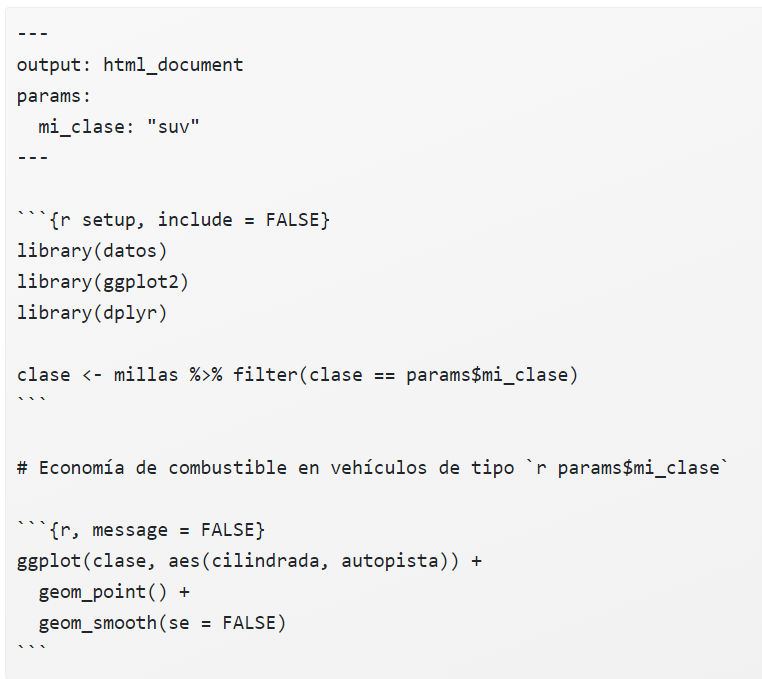 ---
output: html_document
params:
  mi_clase: "suv"
---

```{r setup, include = FALSE}
library(datos)
library(ggplot2)
library(dplyr)

clase <- millas %>% filter(clase == params$mi_clase)
```

# Economía de combustible en vehículos de tipo `r params$mi_clase`

```{r, message = FALSE}
ggplot(clase, aes(cilindrada, autopista)) +
  geom_point() +
  geom_smooth(se = FALSE)
```